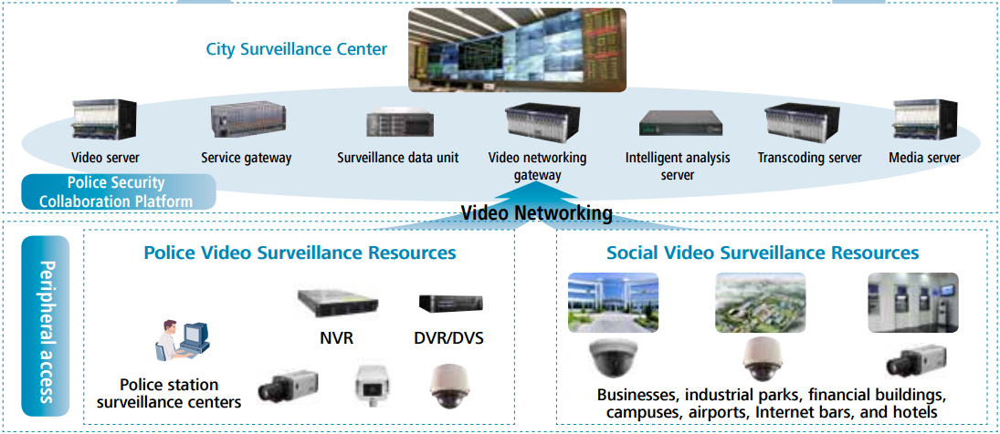 City Surveillance Center
Video server
Service gateway
Surveillance data unit
Video networking
gateway
Intelligent analysis
server
Transcoding server
Media server
Police Security
Collaboration Platform
Video Networking
Peripheral access
Police Video Surveillance Resources
NVR
DVR/DVS
Police station
surveillance centers
Social Video Surveillance Resources
Businesses, industrial parks, financial buildings,
campuses, airports, Internet bars, and hotels